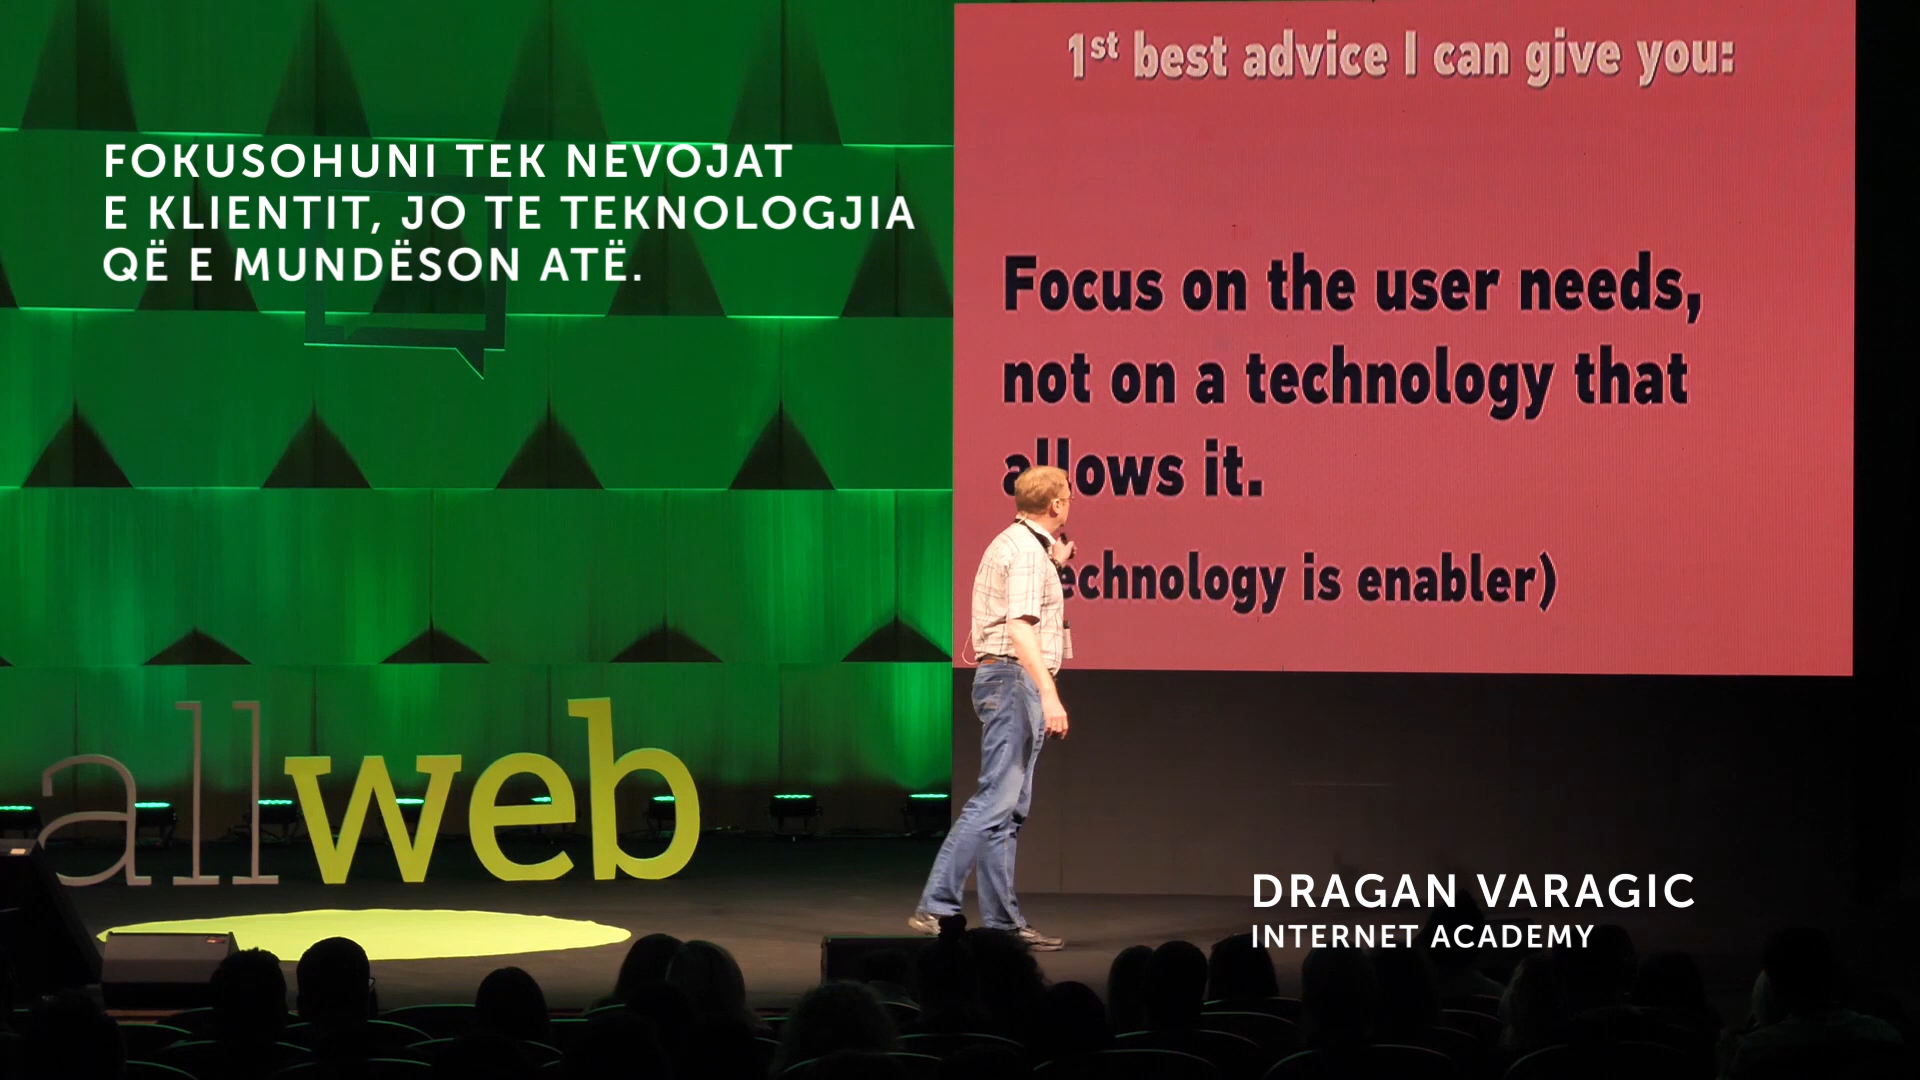 FOKUSOHUNI TEK NEVOJAT
E KLIENTIT, JO TE TEKNOLOGJIA
QË E MUNDËSON ATË.
1st best advice I can give you:
Focus on the user needs,
not on a technology that
allows it.
echnology is enabler)
allweb
DRAGAN VARAGIC
INTERNET ACADEMY